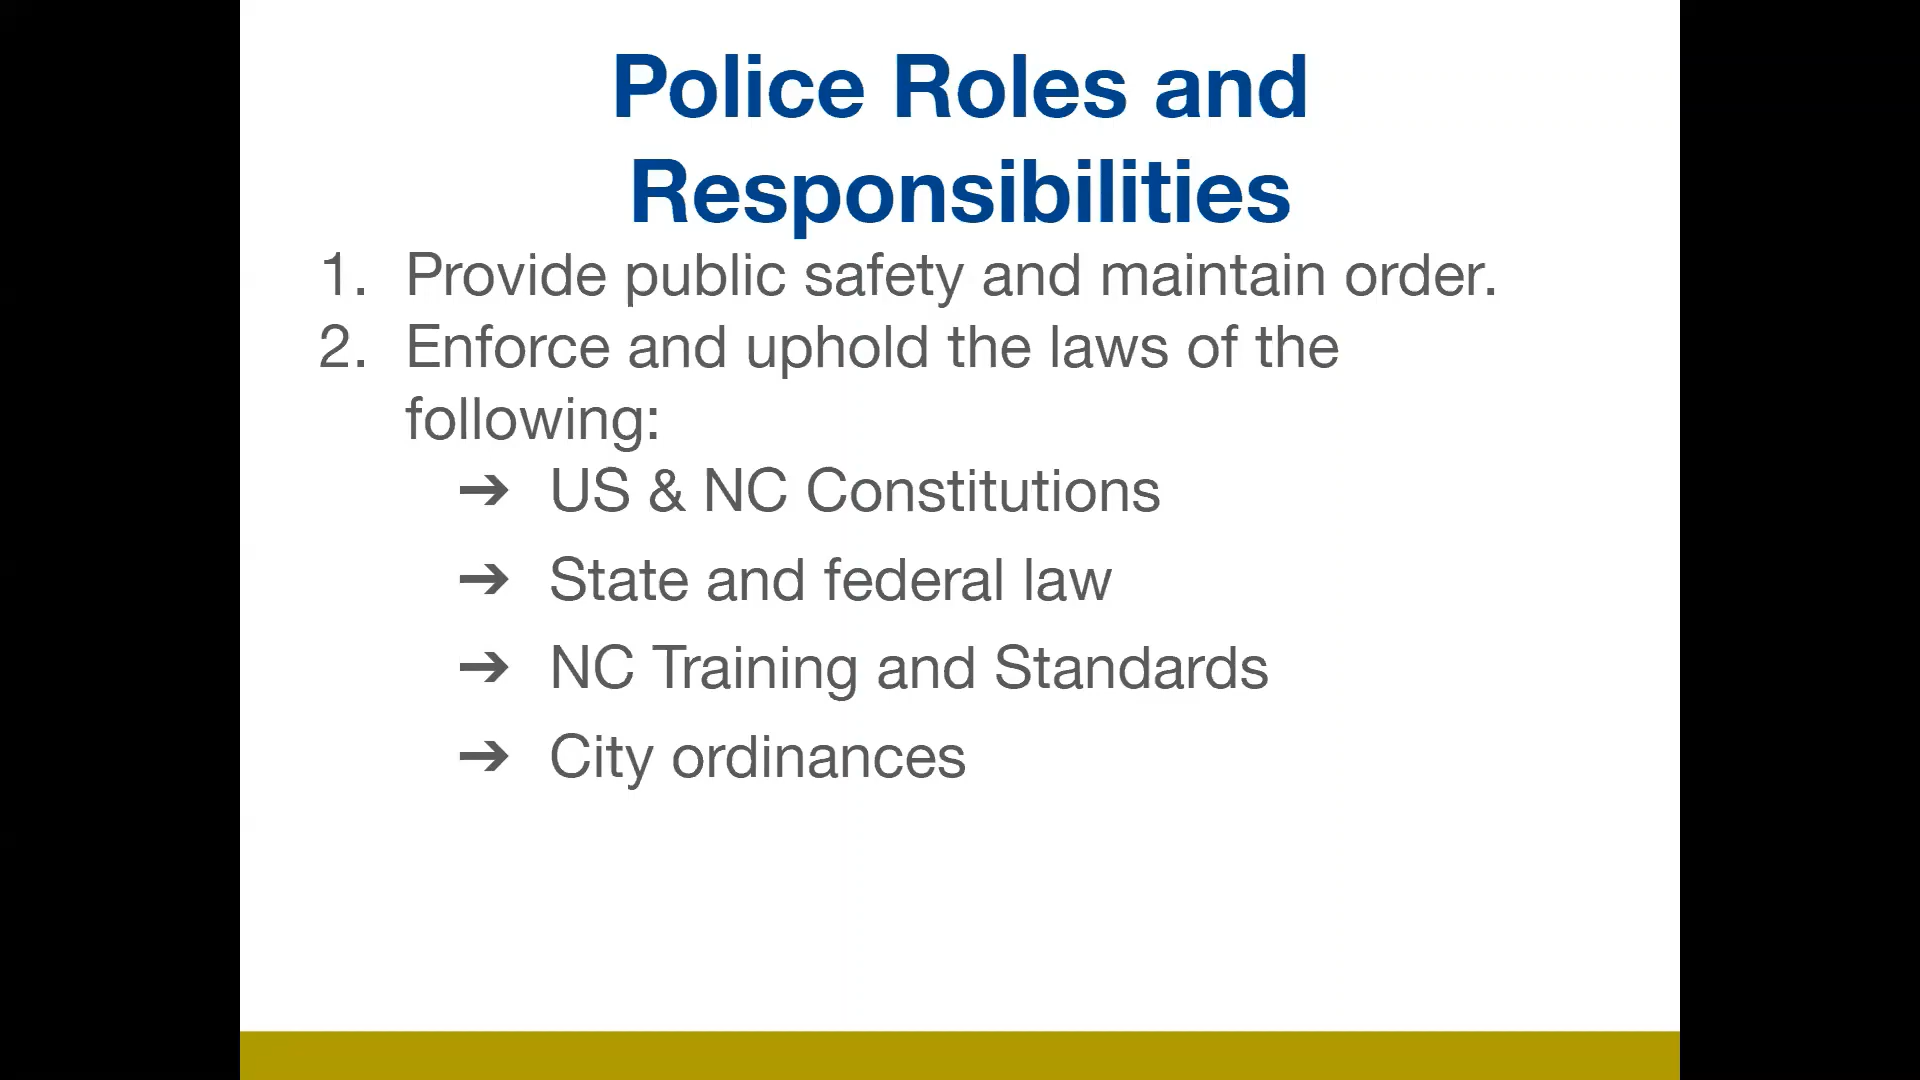 Police Roles and
Responsibilities
1. Provide public safety and maintain order.
2. Enforce and uphold the laws of the
following:
➔ US & NC Constitutions
➔ State and federal law
➔ NC Training and Standards
➔ City ordinances